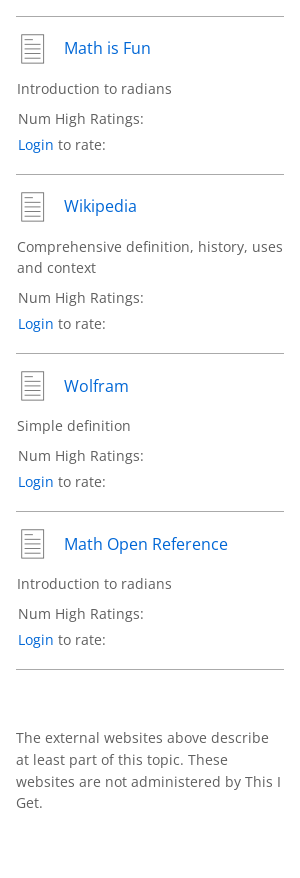 Math is Fun
Introduction to radians
Num High Ratings:
Login to rate:
Wikipedia
Comprehensive definition, history, uses
and context
Num High Ratings:
Login to rate:
Wolfram
Simple definition
Num High Ratings:
Login to rate:
Math Open Reference
Introduction to radians
Num High Ratings:
Login to rate:
The external websites above describe
at least part of this topic. These
websites are not administered by This I
Get.